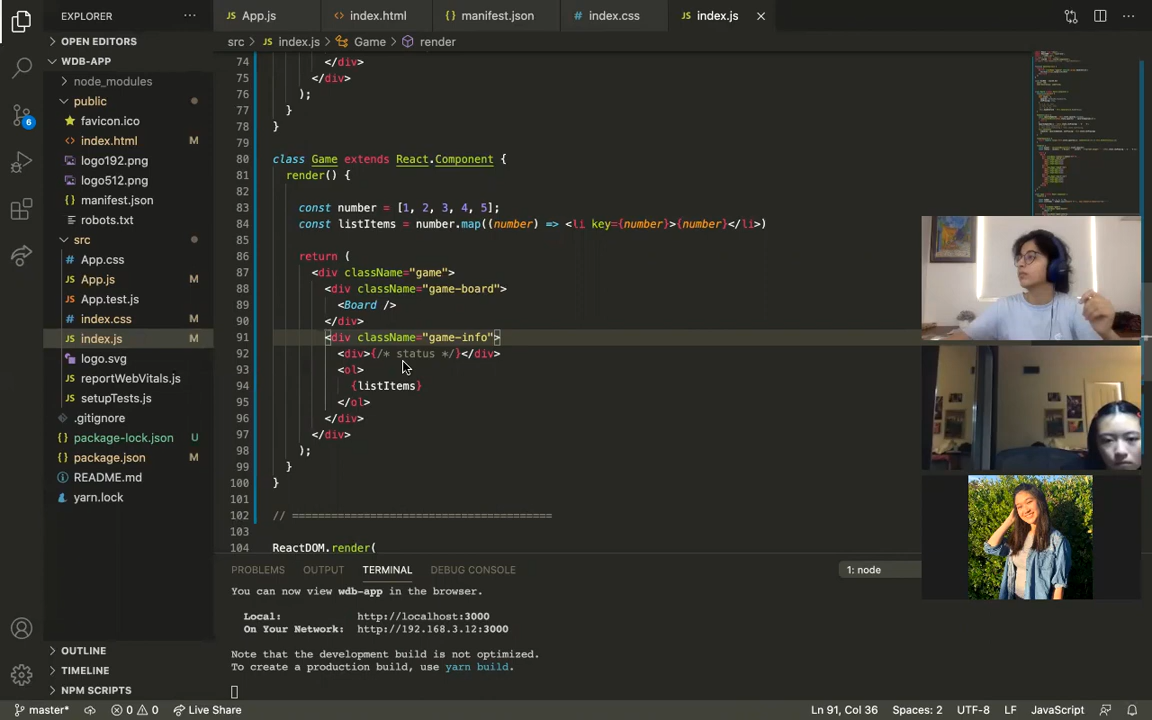 EXPLORER ···
OPEN EDITORS
WDB-APP
node_modules
public
favicon.ico
index.html M
logo192.png
logo512.png
manifest.json
robots.txt
src
App.css
JS App.js M
JS App.test.js
# index.css M
JS index.js M
logo.svg
JS reportWebVitals.js
JS setupTests.js
.gitignore
{} package-lock.json U
{} package.json M
README.md
yarn.lock
OUTLINE
TIMELINE
NPM SCRIPTS
6
JS App.js
index.html
{} manifest.json
# index.css
JS index.js
src > JS index.js > Game > render
74 </div>
75 </div>
76 );
77 }
78 }
79
80 class Game extends React.Component {
81 render() {
82
83 const number = [1, 2, 3, 4, 5];
84 const listItems = number.map((number) => <li key={number}>{number}</li>)
85
86 return (
87 <div className="game">
88 <div className="game-board">
89 <Board />
90 </div>
91 <div className="game-info">
92 <div>{/* status */}</div>
93 <ol>
94 {listItems}
95 </ol>
96 </div>
97 </div>
98 );
99 }
100 }
101
102 // ========================================
103
104 ReactDOM.render(
PROBLEMS OUTPUT TERMINAL DEBUG CONSOLE 1: node
You can now view wdb-app in the browser.
Local: http://localhost:3000
On Your Network: http://192.168.3.12:3000
Note that the development build is not optimized.
To create a production build, use yarn build.
master* 0 0 Live Share Ln 91, Col 36 Spaces: 2 UTF-8 LF JavaScript